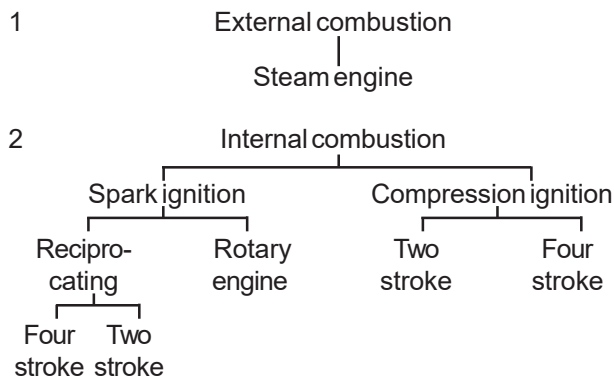 1 External combustion
Steam engine
2 Internal combustion
Spark ignition Compression ignition
Recipro- Rotary Two Four
cating engine stroke stroke
Four Two
stroke stroke